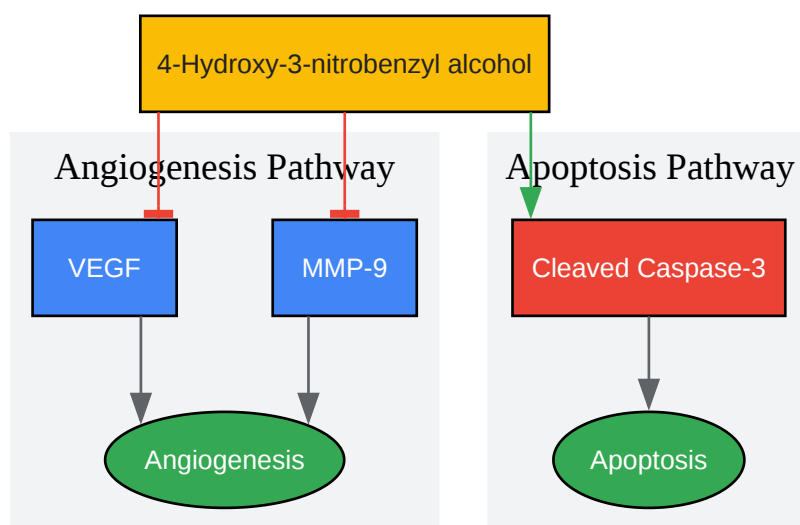 4-Hydroxy-3-nitrobenzyl alcohol
Angiogenesis Pathway
Apoptosis Pathway
VEGF
MMP-9
Cleaved Caspase-3
Angiogenesis
Apoptosis